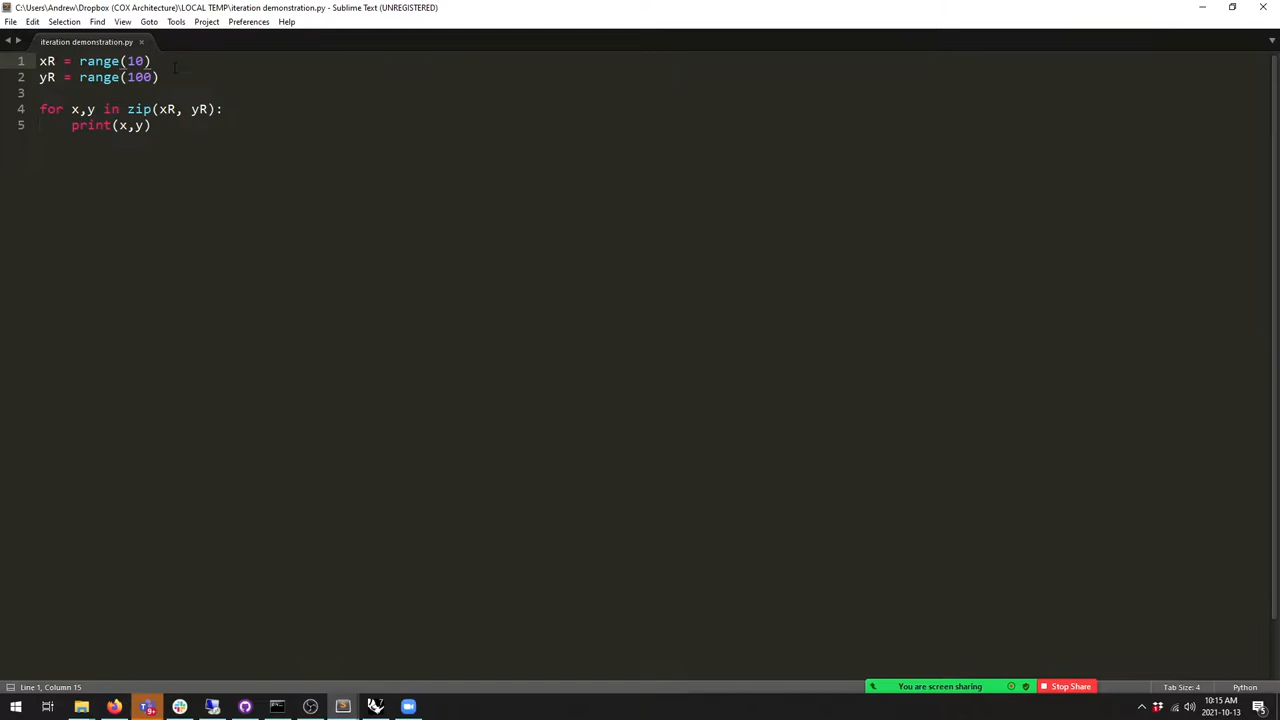 C:\Users\Andrew\Dropbox (COX Architecture)\LOCAL TEMP\iteration demonstration.py - Sublime Text (UNREGISTERED)
File Edit Selection Find View Goto Tools Project Preferences Help
iteration demonstration.py
1 xR = range(10)
2 yR = range(100)
3
4 for x,y in zip(xR, yR):
5 print(x,y)
Line 1, Column 15
You are screen sharing
Stop Share
Tab Size: 4
Python
9+
10:15 AM
2021-10-13
5